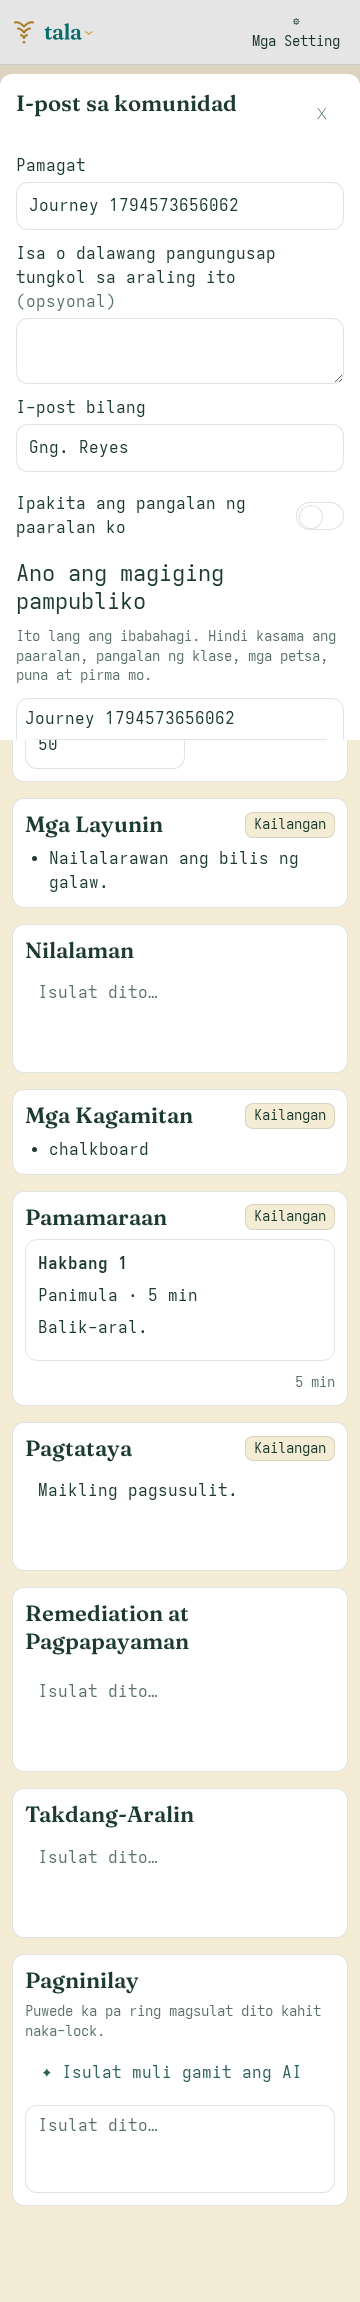 tala
Mga Setting
I-post sa komunidad
X
Pamagat
Journey 1794573656062
Isa o dalawang pangungusap
tungkol sa araling ito
(opsyonal)
I-post bilang
Gng. Reyes
Ipakita ang pangalan ng
paaralan ko
Ano ang magiging
pampubliko
Ito lang ang ibabahagi. Hindi kasama ang
paaralan, pangalan ng klase, mga petsa,
puna at pirma mo.
Journey 1794573656062
50
Mga Layunin
Kailangan
• Nailalarawan ang bilis ng
galaw.
Nilalaman
Isulat dito…
Mga Kagamitan
Kailangan
• chalkboard
Pamamaraan
Kailangan
Hakbang 1
Panimula · 5 min
Balik-aral.
5 min
Pagtataya
Kailangan
Maikling pagsusulit.
Remediation at
Pagpapayaman
Isulat dito…
Takdang-Aralin
Isulat dito…
Pagninilay
Puwede ka pa ring magsulat dito kahit
naka-lock.
✦ Isulat muli gamit ang AI
Isulat dito…